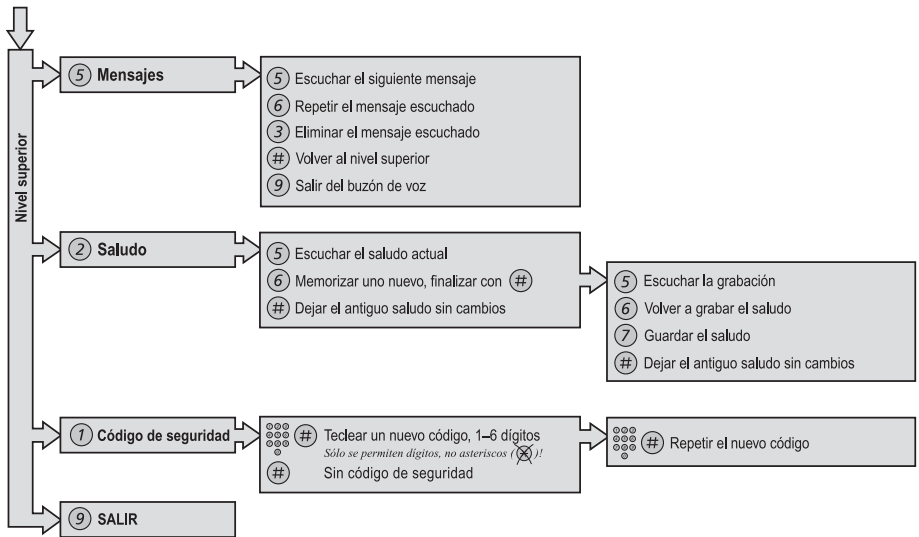 Nivel superior
5 Mensajes
5 Escuchar el siguiente mensaje
6 Repetir el mensaje escuchado
3 Eliminar el mensaje escuchado
# Volver al nivel superior
9 Salir del buzón de voz
2 Saludo
5 Escuchar el saludo actual
6 Memorizar uno nuevo, finalizar con #
# Dejar el antiguo saludo sin cambios
5 Escuchar la grabación
6 Volver a grabar el saludo
7 Guardar el saludo
# Dejar el antiguo saludo sin cambios
1 Código de seguridad
# Teclear un nuevo código, 1–6 dígitos
Sólo se permiten dígitos, no asteriscos (*)!
# Sin código de seguridad
# Repetir el nuevo código
9 SALIR